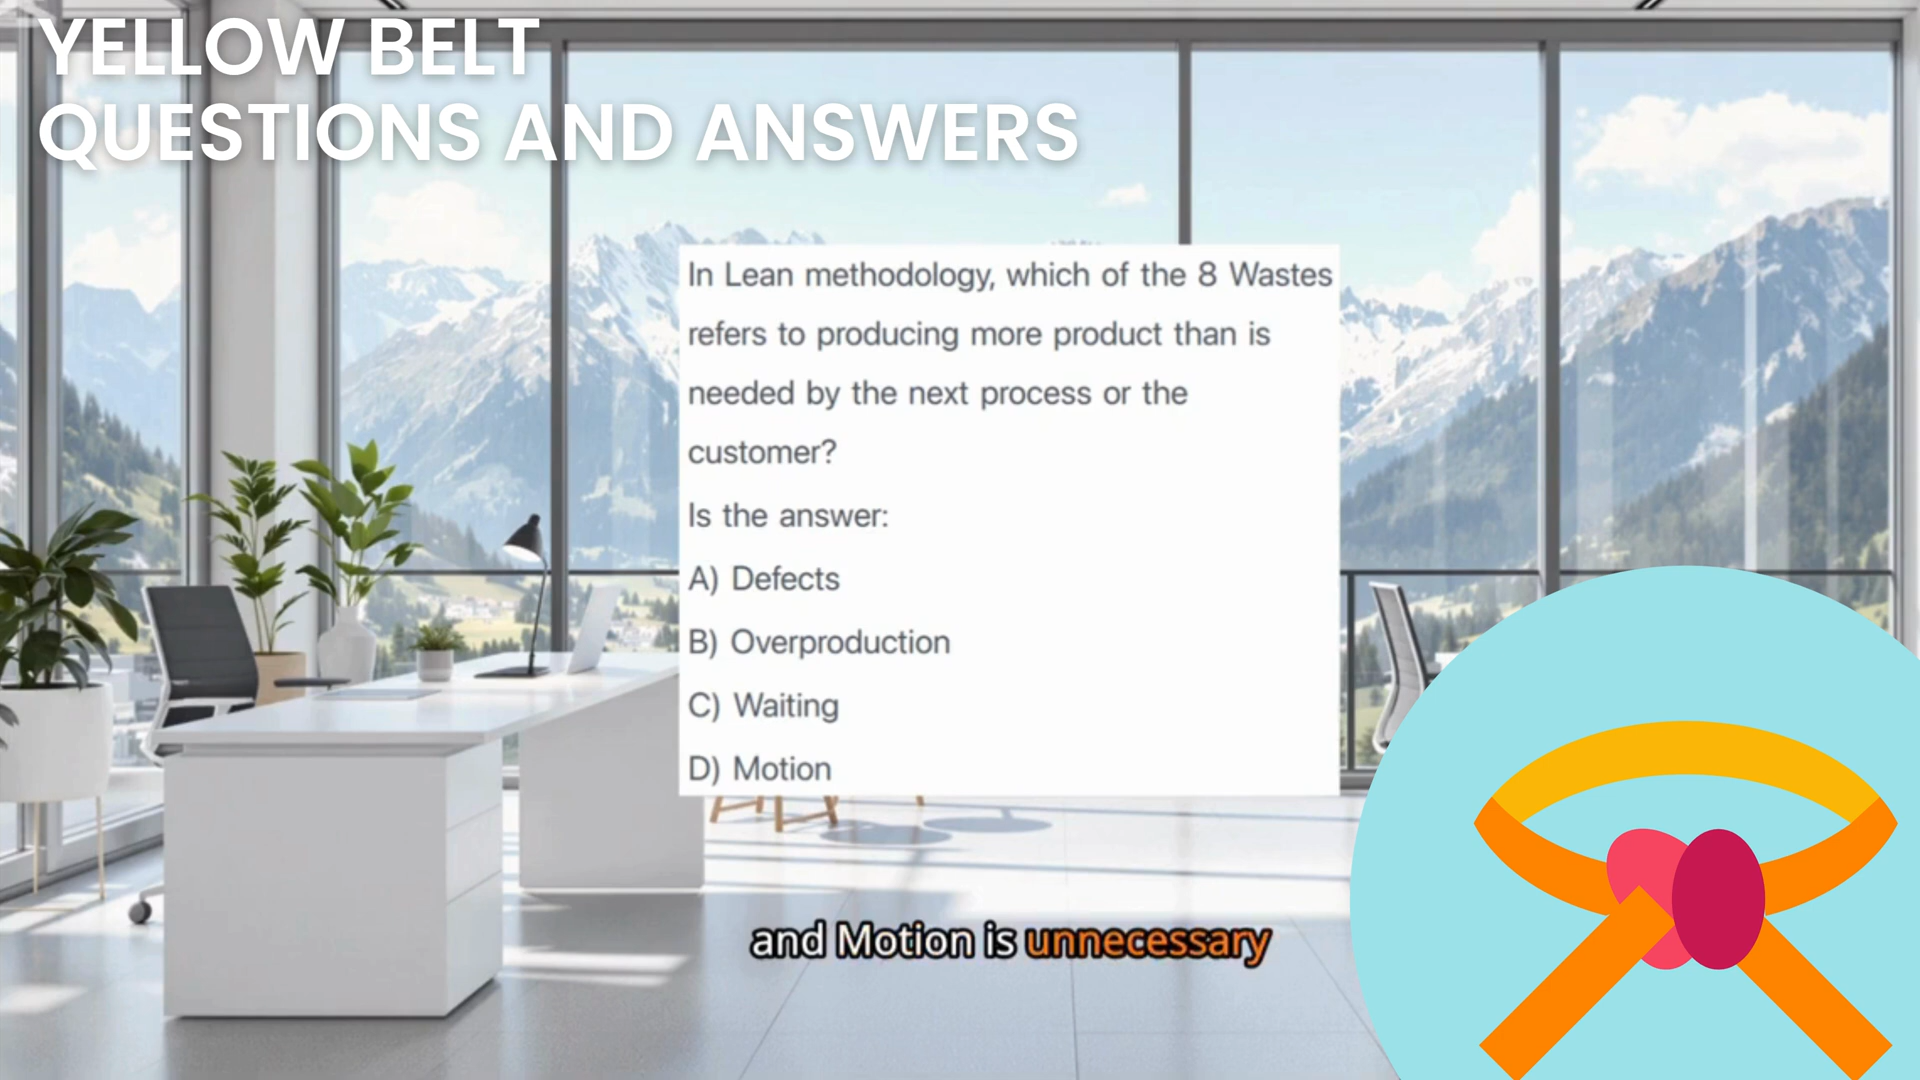 YELLOW BELT
QUESTIONS AND ANSWERS
In Lean methodology, which of the 8 Wastes
refers to producing more product than is
needed by the next process or the
customer?
Is the answer:
A) Defects
B) Overproduction
C) Waiting
D) Motion
and Motion is unnecessary